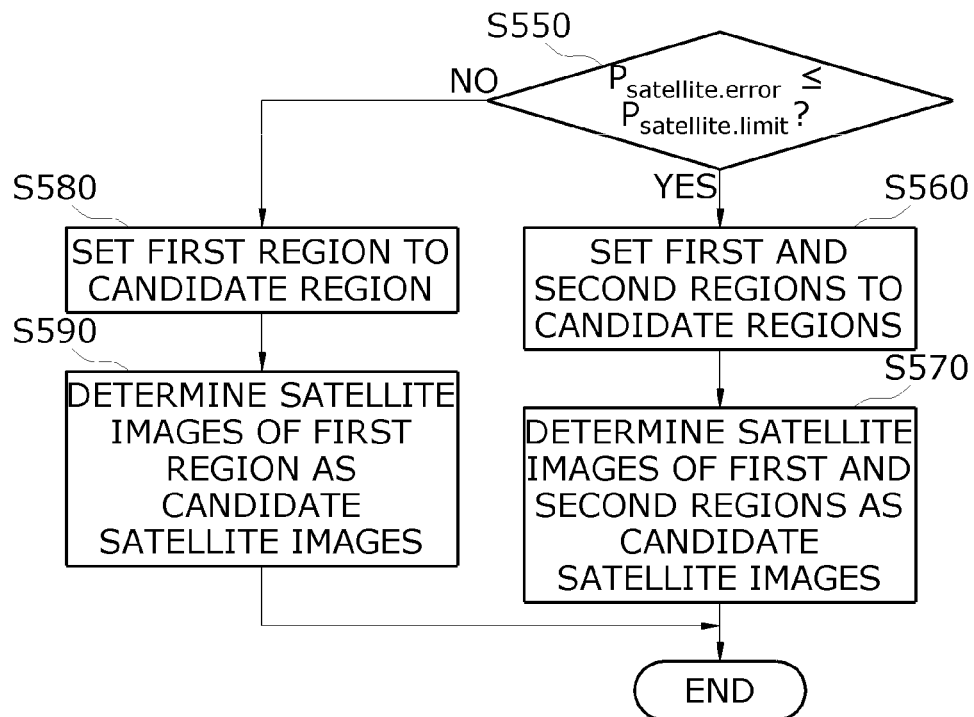 S550
P satellite.error ≤
P satellite.limit ?
NO
YES
S580
SET FIRST REGION TO
CANDIDATE REGION
S560
SET FIRST AND
SECOND REGIONS TO
CANDIDATE REGIONS
S590
DETERMINE SATELLITE
IMAGES OF FIRST
REGION AS
CANDIDATE
SATELLITE IMAGES
S570
DETERMINE SATELLITE
IMAGES OF FIRST AND
SECOND REGIONS AS
CANDIDATE
SATELLITE IMAGES
END